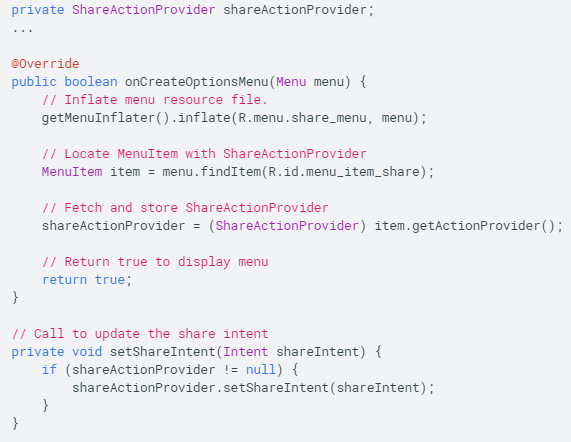 private ShareActionProvider shareActionProvider;
...
@Override
public boolean onCreateOptionsMenu(Menu menu) {
    // Inflate menu resource file.
    getMenuInflater().inflate(R.menu.share_menu, menu);
    // Locate MenuItem with ShareActionProvider
    MenuItem item = menu.findItem(R.id.menu_item_share);
    // Fetch and store ShareActionProvider
    shareActionProvider = (ShareActionProvider) item.getActionProvider();
    // Return true to display menu
    return true;
}
// Call to update the share intent
private void setShareIntent(Intent shareIntent) {
    if (shareActionProvider != null) {
        shareActionProvider.setShareIntent(shareIntent);
    }
}